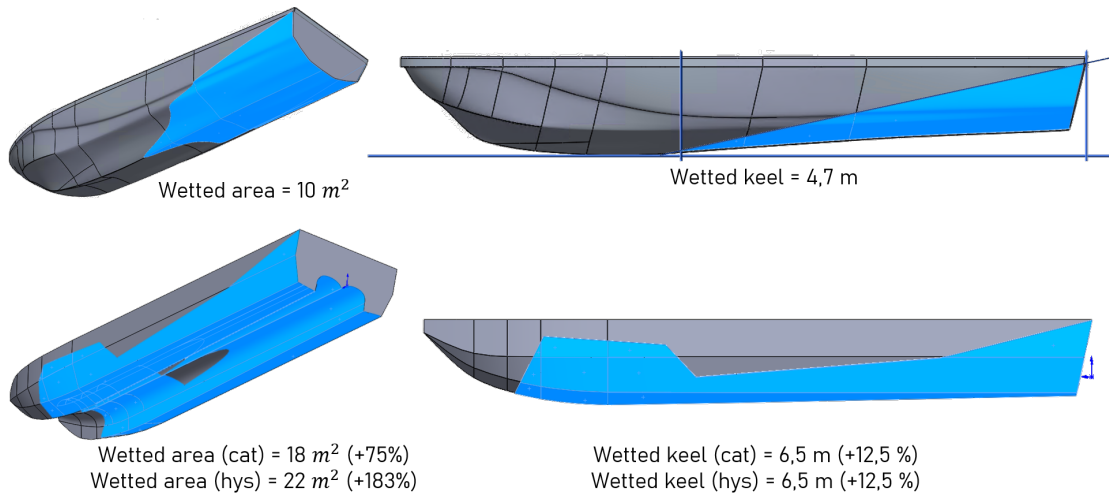 Wetted area = 10 m²
Wetted keel = 4,7 m
Wetted area (cat) = 18 m² (+75%)
Wetted area (hys) = 22 m² (+183%)
Wetted keel (cat) = 6,5 m (+12,5 %)
Wetted keel (hys) = 6,5 m (+12,5 %)